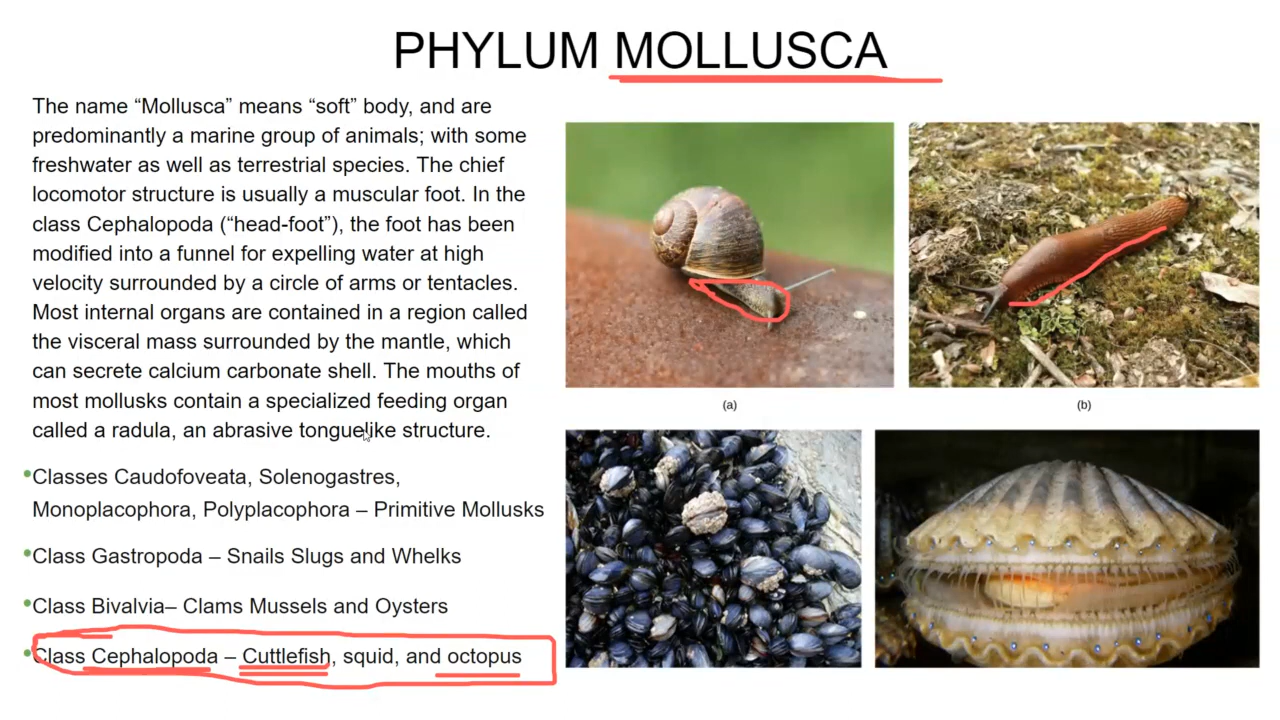 PHYLUM MOLLUSCA
The name “Mollusca” means “soft” body, and are
predominantly a marine group of animals; with some
freshwater as well as terrestrial species. The chief
locomotor structure is usually a muscular foot. In the
class Cephalopoda (“head-foot”), the foot has been
modified into a funnel for expelling water at high
velocity surrounded by a circle of arms or tentacles.
Most internal organs are contained in a region called
the visceral mass surrounded by the mantle, which
can secrete calcium carbonate shell. The mouths of
most mollusks contain a specialized feeding organ
called a radula, an abrasive tonguelike structure.
•Classes Caudofoveata, Solenogastres,
Monoplacophora, Polyplacophora – Primitive Mollusks
•Class Gastropoda – Snails Slugs and Whelks
•Class Bivalvia– Clams Mussels and Oysters
•Class Cephalopoda – Cuttlefish, squid, and octopus
(a)
(b)